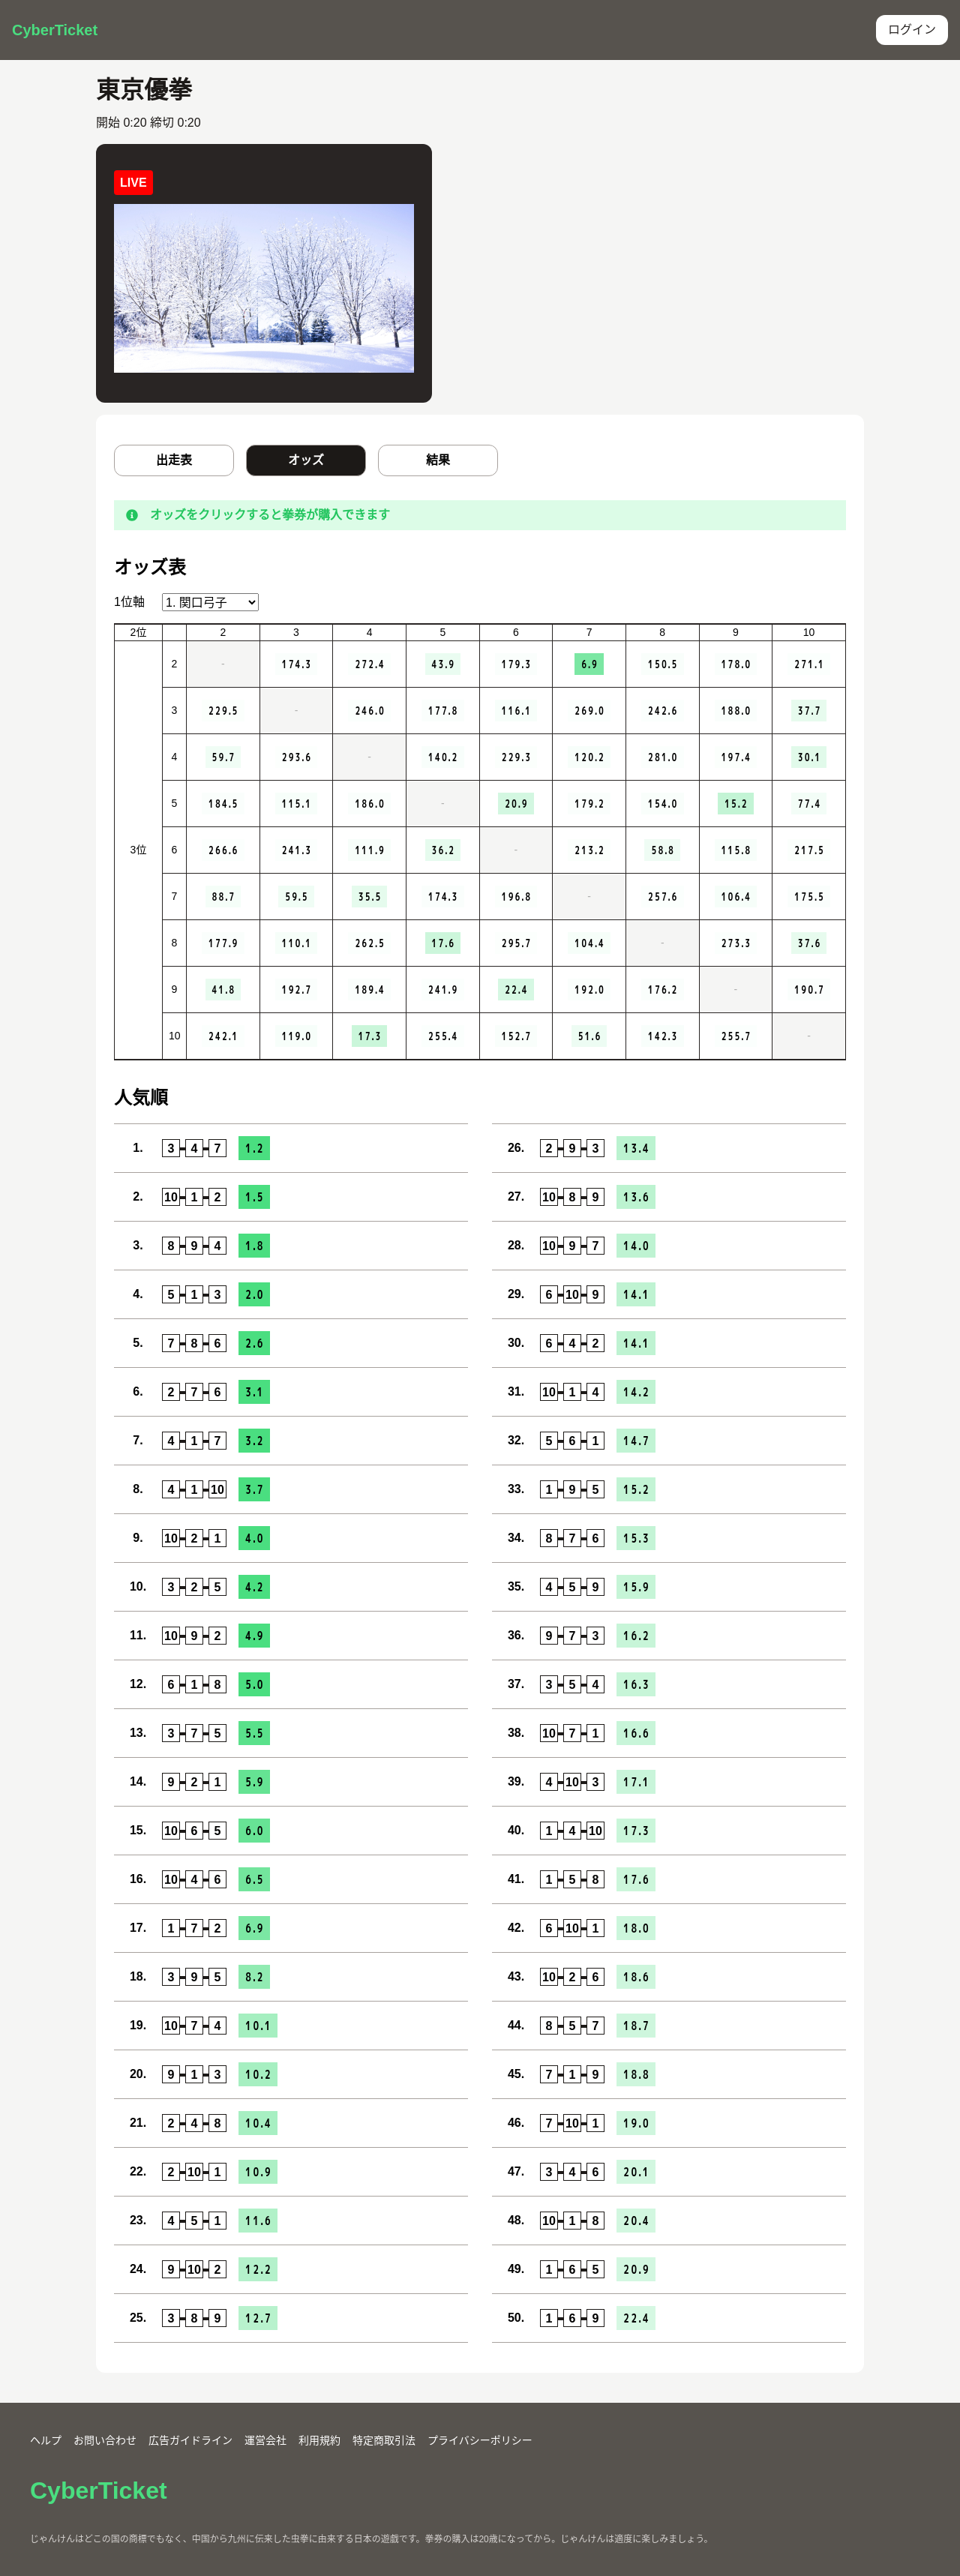 CyberTicket
ログイン
東京優拳
開始 0:20 締切 0:20
LIVE
出走表 オッズ 結果
オッズをクリックすると拳券が購入できます
オッズ表
1位軸 1. 関口弓子
2位 2 3 4 5 6 7 8 9 10
2 - 174.3 272.4 43.9 179.3 6.9 150.5 178.0 271.1
3 229.5 - 246.0 177.8 116.1 269.0 242.6 188.0 37.7
4 59.7 293.6 - 140.2 229.3 120.2 281.0 197.4 30.1
5 184.5 115.1 186.0 - 20.9 179.2 154.0 15.2 77.4
3位 6 266.6 241.3 111.9 36.2 - 213.2 58.8 115.8 217.5
7 88.7 59.5 35.5 174.3 196.8 - 257.6 106.4 175.5
8 177.9 110.1 262.5 17.6 295.7 104.4 - 273.3 37.6
9 41.8 192.7 189.4 241.9 22.4 192.0 176.2 - 190.7
10 242.1 119.0 17.3 255.4 152.7 51.6 142.3 255.7 -
人気順
1. 3-4-7 1.2
2. 10-1-2 1.5
3. 8-9-4 1.8
4. 5-1-3 2.0
5. 7-8-6 2.6
6. 2-7-6 3.1
7. 4-1-7 3.2
8. 4-1-10 3.7
9. 10-2-1 4.0
10. 3-2-5 4.2
11. 10-9-2 4.9
12. 6-1-8 5.0
13. 3-7-5 5.5
14. 9-2-1 5.9
15. 10-6-5 6.0
16. 10-4-6 6.5
17. 1-7-2 6.9
18. 3-9-5 8.2
19. 10-7-4 10.1
20. 9-1-3 10.2
21. 2-4-8 10.4
22. 2-10-1 10.9
23. 4-5-1 11.6
24. 9-10-2 12.2
25. 3-8-9 12.7
26. 2-9-3 13.4
27. 10-8-9 13.6
28. 10-9-7 14.0
29. 6-10-9 14.1
30. 6-4-2 14.1
31. 10-1-4 14.2
32. 5-6-1 14.7
33. 1-9-5 15.2
34. 8-7-6 15.3
35. 4-5-9 15.9
36. 9-7-3 16.2
37. 3-5-4 16.3
38. 10-7-1 16.6
39. 4-10-3 17.1
40. 1-4-10 17.3
41. 1-5-8 17.6
42. 6-10-1 18.0
43. 10-2-6 18.6
44. 8-5-7 18.7
45. 7-1-9 18.8
46. 7-10-1 19.0
47. 3-4-6 20.1
48. 10-1-8 20.4
49. 1-6-5 20.9
50. 1-6-9 22.4
ヘルプ お問い合わせ 広告ガイドライン 運営会社 利用規約 特定商取引法 プライバシーポリシー
CyberTicket
じゃんけんはどこの国の商標でもなく、中国から九州に伝来した虫拳に由来する日本の遊戯です。拳券の購入は20歳になってから。じゃんけんは適度に楽しみましょう。